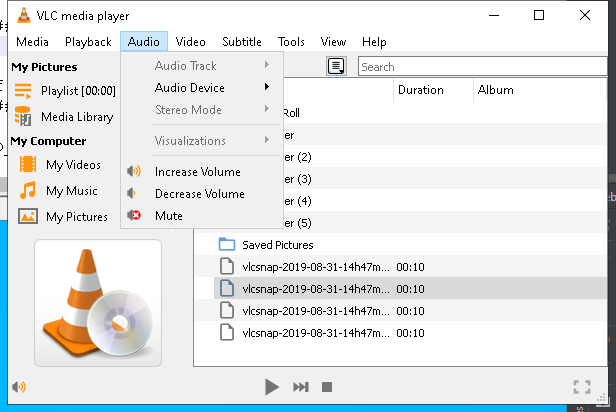 VLC media player
Media Playback Audio Video Subtitle Tools View Help
My Pictures
Playlist [00:00]
Media Library
My Computer
My Videos
My Music
My Pictures
Audio Track
Audio Device
Stereo Mode
Visualizations
Increase Volume
Decrease Volume
Mute
Search
Duration Album
Roll
er
er (2)
er (3)
er (4)
er (5)
Saved Pictures
vlcsnap-2019-08-31-14h47m... 00:10
vlcsnap-2019-08-31-14h47m... 00:10
vlcsnap-2019-08-31-14h47m... 00:10
vlcsnap-2019-08-31-14h47m... 00:10